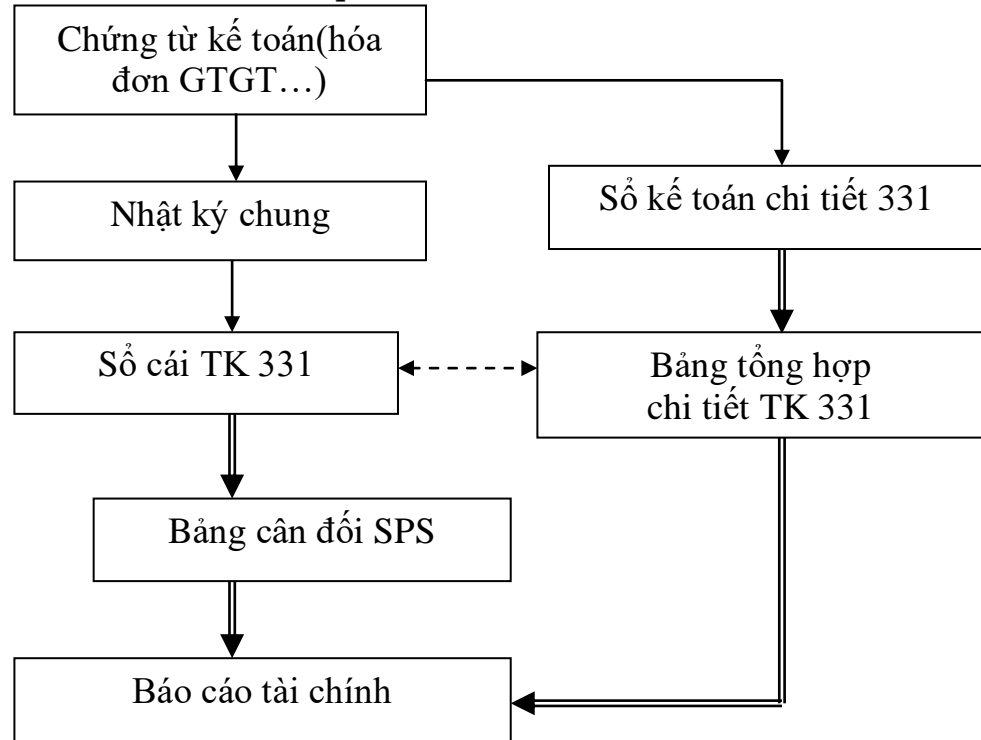 Chứng từ kế toán(hóa
đơn GTGT…)
Nhật ký chung
Sổ kế toán chi tiết 331
Sổ cái TK 331
Bảng tổng hợp
chi tiết TK 331
Bảng cân đối SPS
Báo cáo tài chính